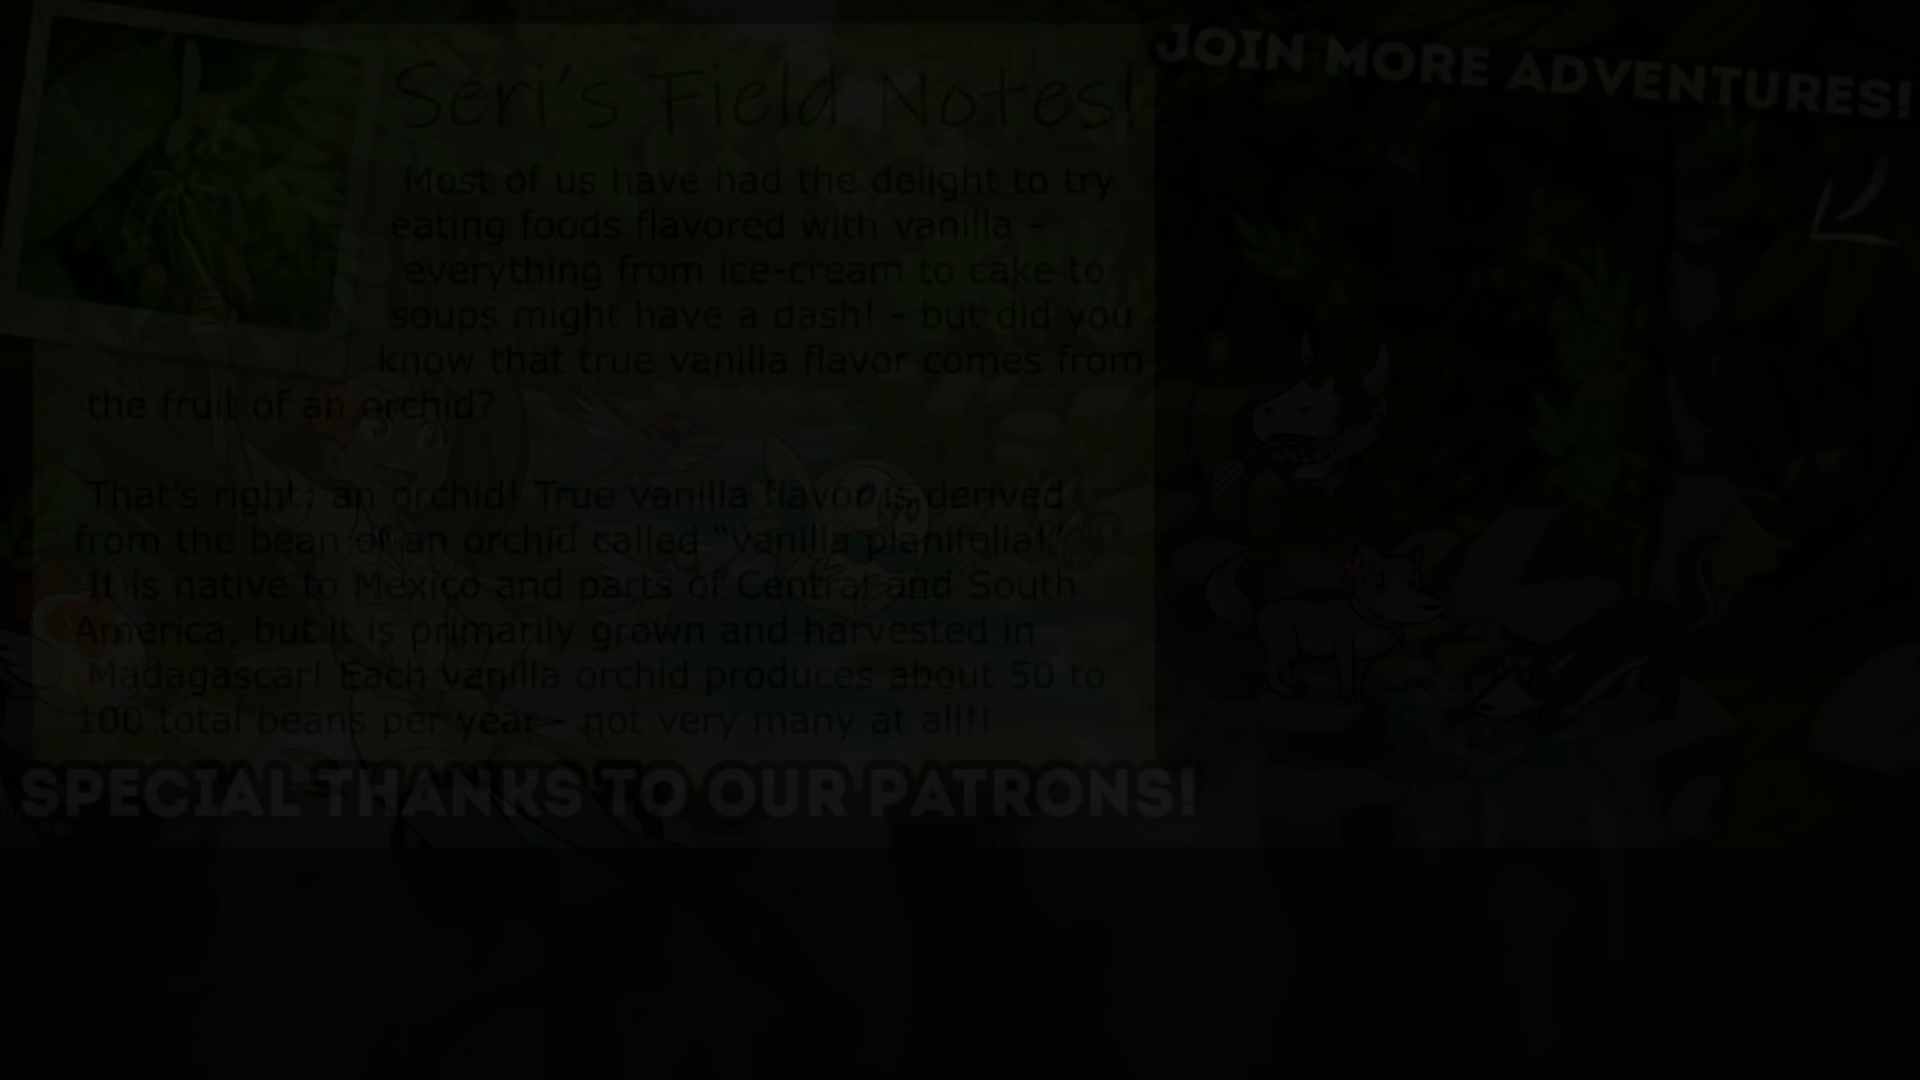 Seri's Field Notes!
JOIN MORE ADVENTURES!
Most of us have had the delight to try
eating foods flavored with vanilla -
everything from ice-cream to cake to
soups might have a dash! - but did you
know that true vanilla flavor comes from
the fruit of an orchid?
That's right: an orchid! True vanilla flavor is derived
from the bean of an orchid called "vanilla planifolia!"
It is native to Mexico and parts of Central and South
America, but it is primarily grown and harvested in
Madagascar! Each vanilla orchid produces about 50 to
100 total beans per year - not very many at all!!
SPECIAL THANKS TO OUR PATRONS!